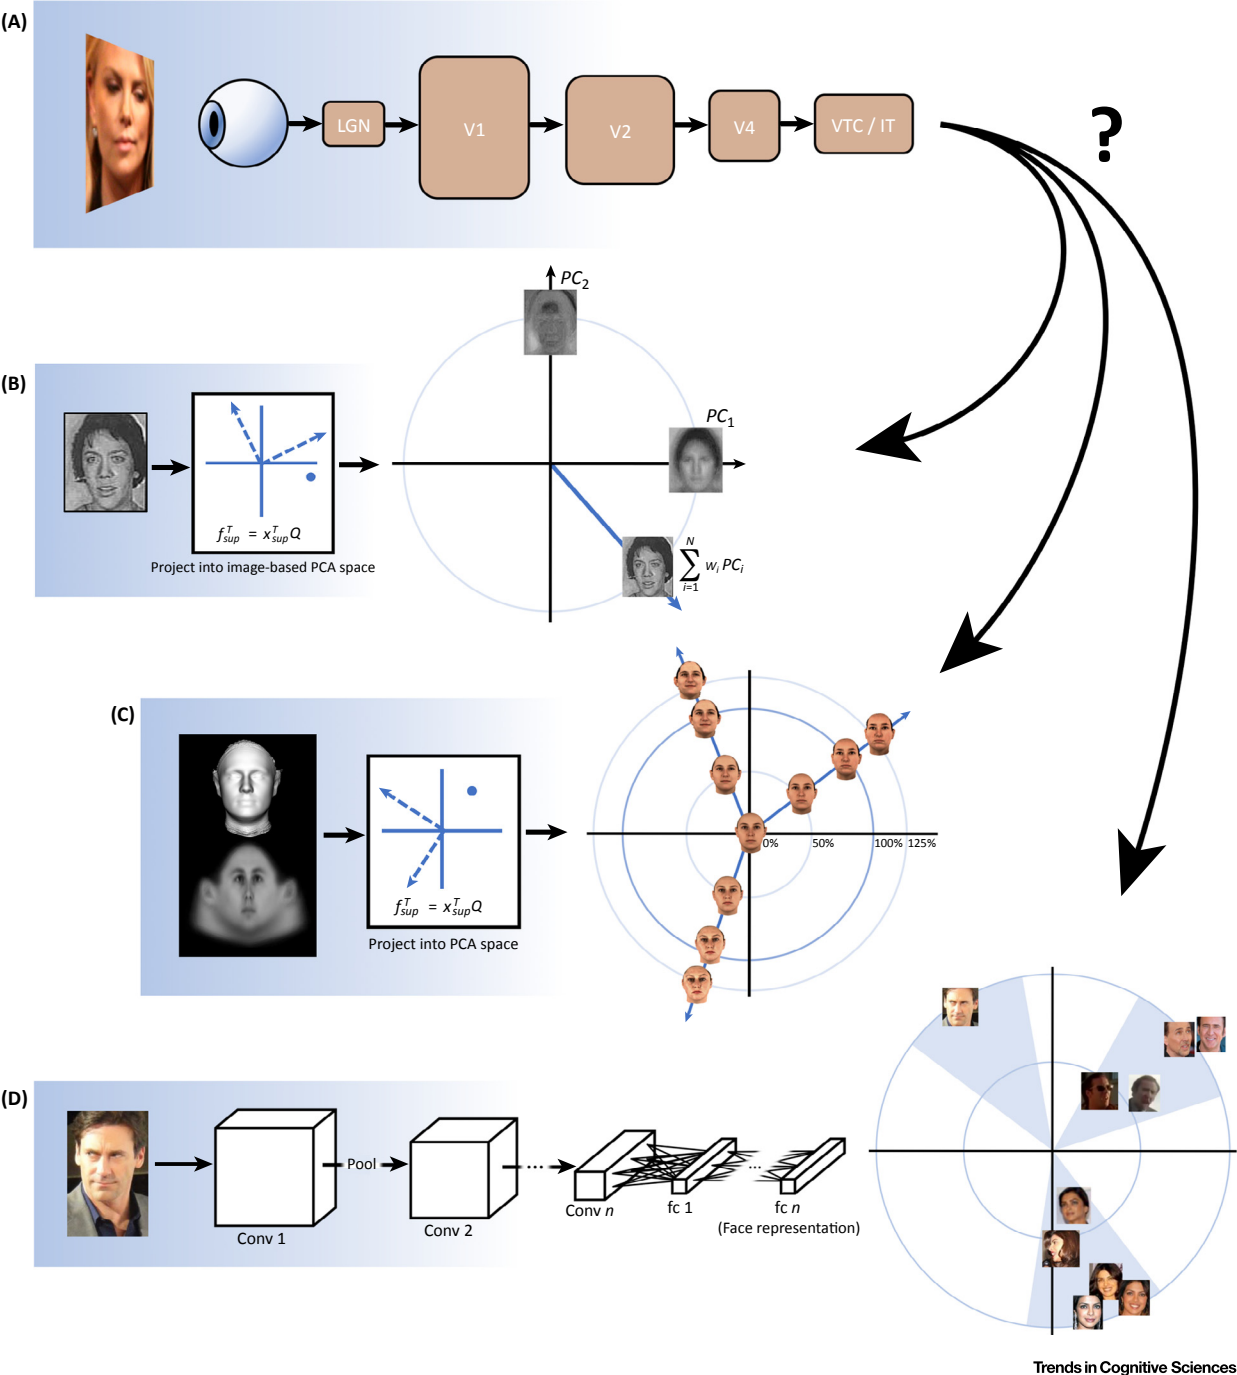 (A)
LGN
V1
V2
V4
VTC / IT
?
PC2
(B)
PC1
f^T_sup = x^T_sup Q
Project into image-based PCA space
N
∑ w_i PC_i
i=1
(C)
0%
50%
100%
125%
f^T_sup = x^T_sup Q
Project into PCA space
(D)
Pool
...
...
Conv 1
Conv 2
Conv n
fc 1
fc n
(Face representation)
Trends in Cognitive Sciences